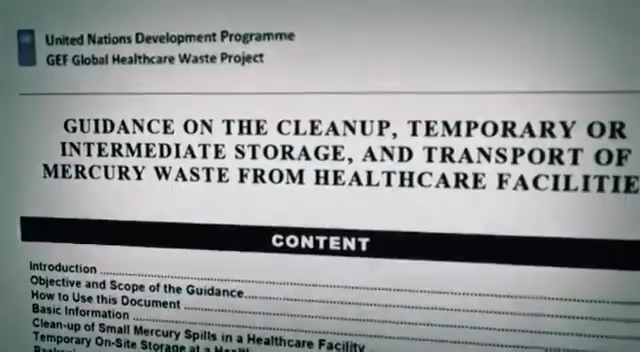 United Nations Development Programme
GEF Global Healthcare Waste Project
GUIDANCE ON THE CLEANUP, TEMPORARY OR
INTERMEDIATE STORAGE, AND TRANSPORT OF
MERCURY WASTE FROM HEALTHCARE FACILITIE
CONTENT
Introduction
Objective and Scope of the Guidance
How to Use this Document
Basic Information
Clean-up of Small Mercury Spills in a Healthcare Facility
Temporary On-Site Storage at a